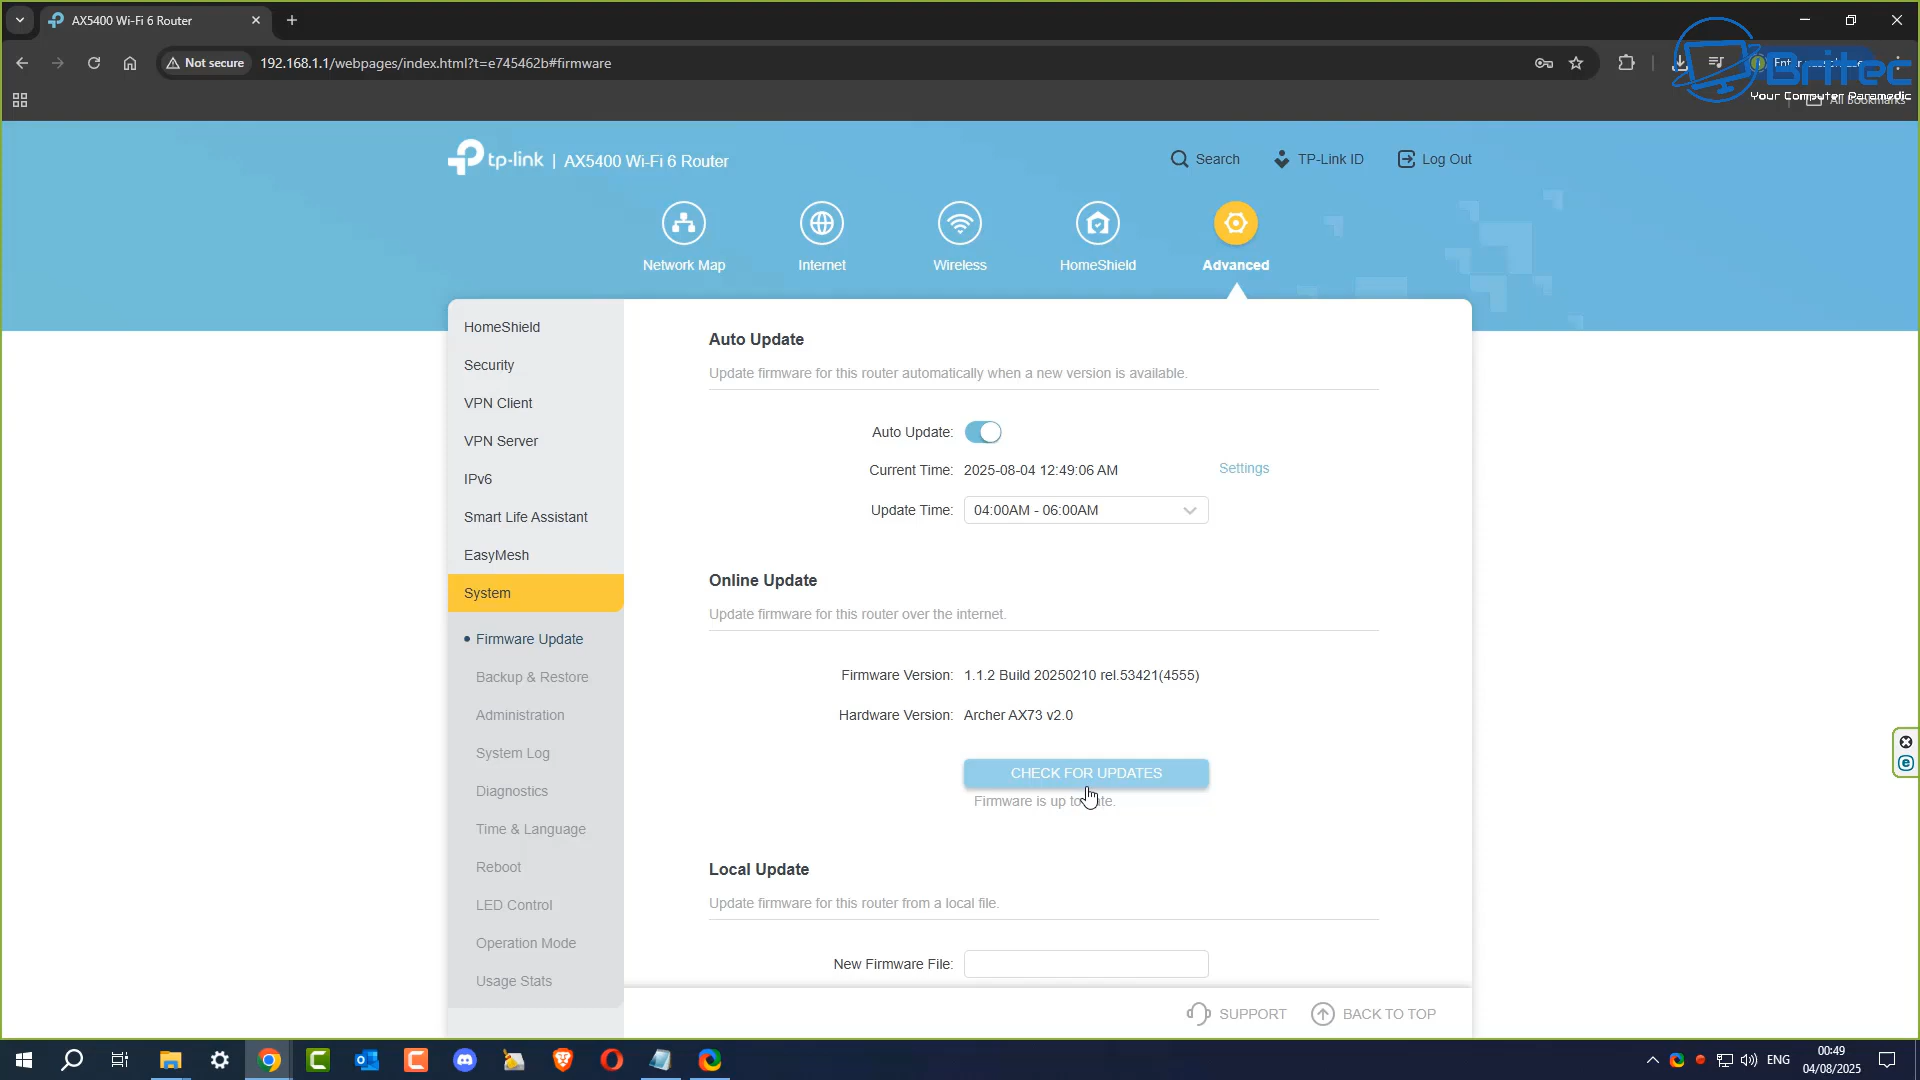 AX5400 Wi-Fi 6 Router
Not secure
192.168.1.1/webpages/index.html?t=e745462b#firmware
Britec
Your Computer Paramedic
All Bookmarks
tp-link | AX5400 Wi-Fi 6 Router
Search
TP-Link ID
Log Out
Network Map
Internet
Wireless
HomeShield
Advanced
HomeShield
Security
VPN Client
VPN Server
IPv6
Smart Life Assistant
EasyMesh
System
Firmware Update
Backup & Restore
Administration
System Log
Diagnostics
Time & Language
Reboot
LED Control
Operation Mode
Usage Stats
Auto Update
Update firmware for this router automatically when a new version is available.
Auto Update:
Current Time: 2025-08-04 12:49:06 AM
Settings
Update Time: 04:00AM - 06:00AM
Online Update
Update firmware for this router over the internet.
Firmware Version: 1.1.2 Build 20250210 rel.53421(4555)
Hardware Version: Archer AX73 v2.0
CHECK FOR UPDATES
Firmware is up to date.
Local Update
Update firmware for this router from a local file.
New Firmware File:
SUPPORT
BACK TO TOP
ENG
00:49
04/08/2025